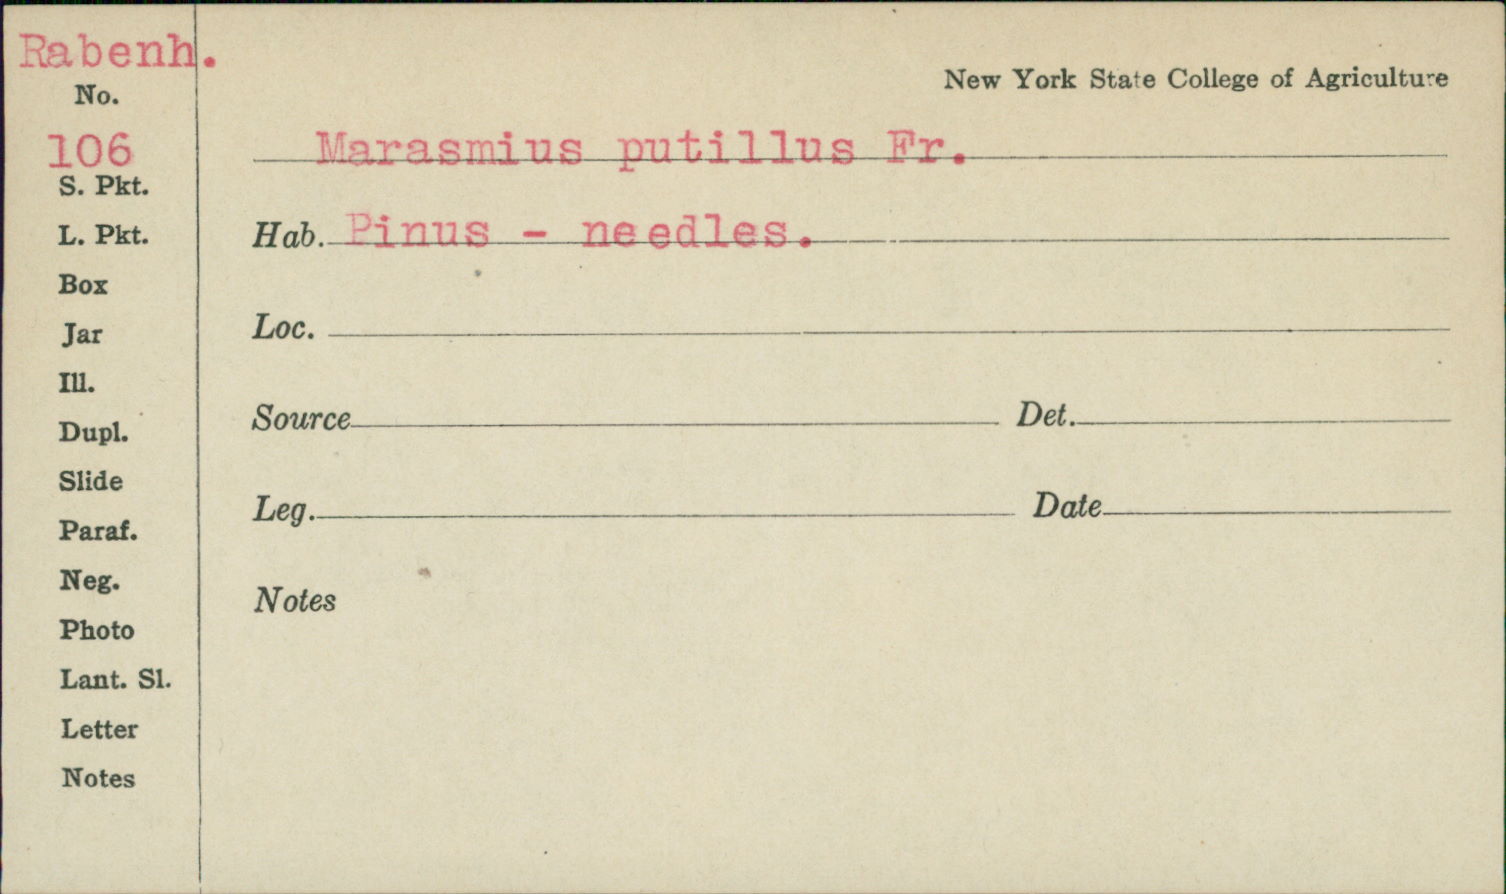 Rabenh.
No.
106
S. Pkt.
L. Pkt.
Box
Jar
Ill.
Dupl.
Slide
Paraf.
Neg.
Photo
Lant. Sl.
Letter
Notes
New York State College of Agriculture
Marasmius putillus Fr.
Hab. Pinus - needles.
Loc.
Source Det.
Leg. Date
Notes